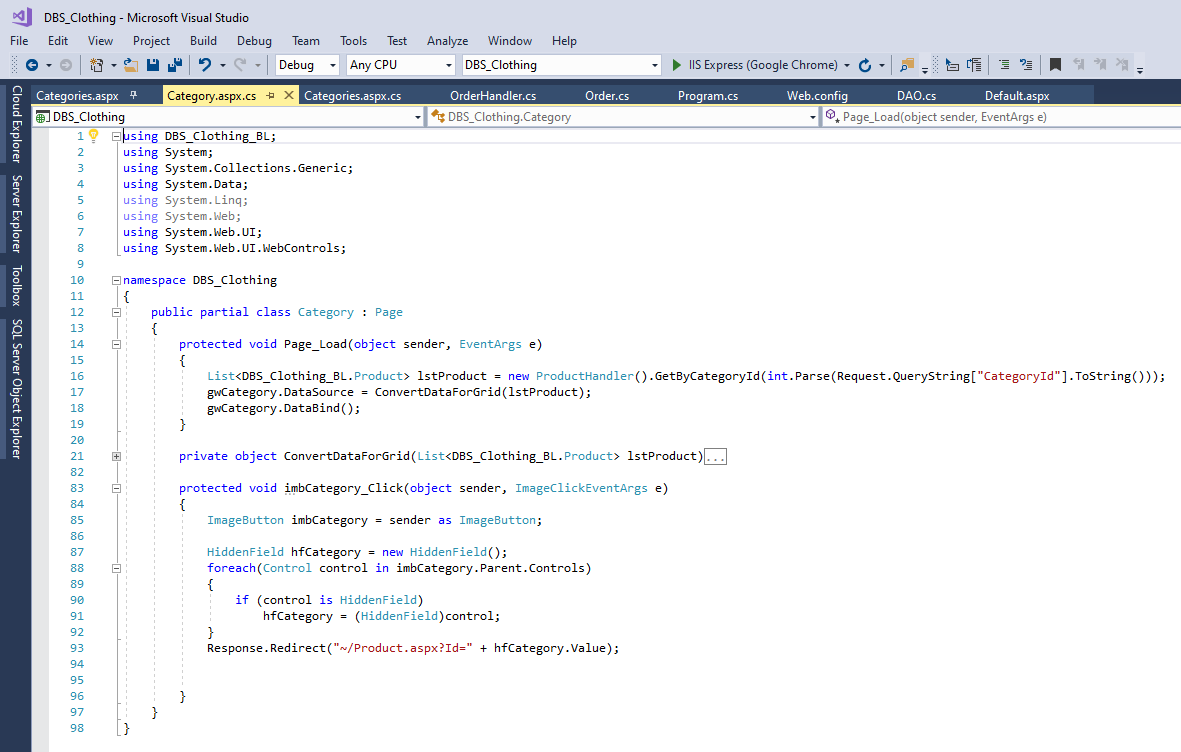 DBS_Clothing - Microsoft Visual Studio
File Edit View Project Build Debug Team Tools Test Analyze Window Help
Debug Any CPU DBS_Clothing IIS Express (Google Chrome)
Categories.aspx Category.aspx.cs Categories.aspx.cs OrderHandler.cs Order.cs Program.cs Web.config DAO.cs Default.aspx
DBS_Clothing DBS_Clothing.Category Page_Load(object sender, EventArgs e)
Cloud Explorer
Server Explorer
Toolbox
SQL Server Object Explorer
1 using DBS_Clothing_BL;
2 using System;
3 using System.Collections.Generic;
4 using System.Data;
5 using System.Linq;
6 using System.Web;
7 using System.Web.UI;
8 using System.Web.UI.WebControls;
9
10 namespace DBS_Clothing
11 {
12 public partial class Category : Page
13 {
14 protected void Page_Load(object sender, EventArgs e)
15 {
16 List<DBS_Clothing_BL.Product> lstProduct = new ProductHandler().GetByCategoryId(int.Parse(Request.QueryString["CategoryId"].ToString()));
17 gwCategory.DataSource = ConvertDataForGrid(lstProduct);
18 gwCategory.DataBind();
19 }
20
21 private object ConvertDataForGrid(List<DBS_Clothing_BL.Product> lstProduct)...
82
83 protected void imbCategory_Click(object sender, ImageClickEventArgs e)
84 {
85 ImageButton imbCategory = sender as ImageButton;
86
87 HiddenField hfCategory = new HiddenField();
88 foreach(Control control in imbCategory.Parent.Controls)
89 {
90 if (control is HiddenField)
91 hfCategory = (HiddenField)control;
92 }
93 Response.Redirect("~/Product.aspx?Id=" + hfCategory.Value);
94
95
96 }
97 }
98 }